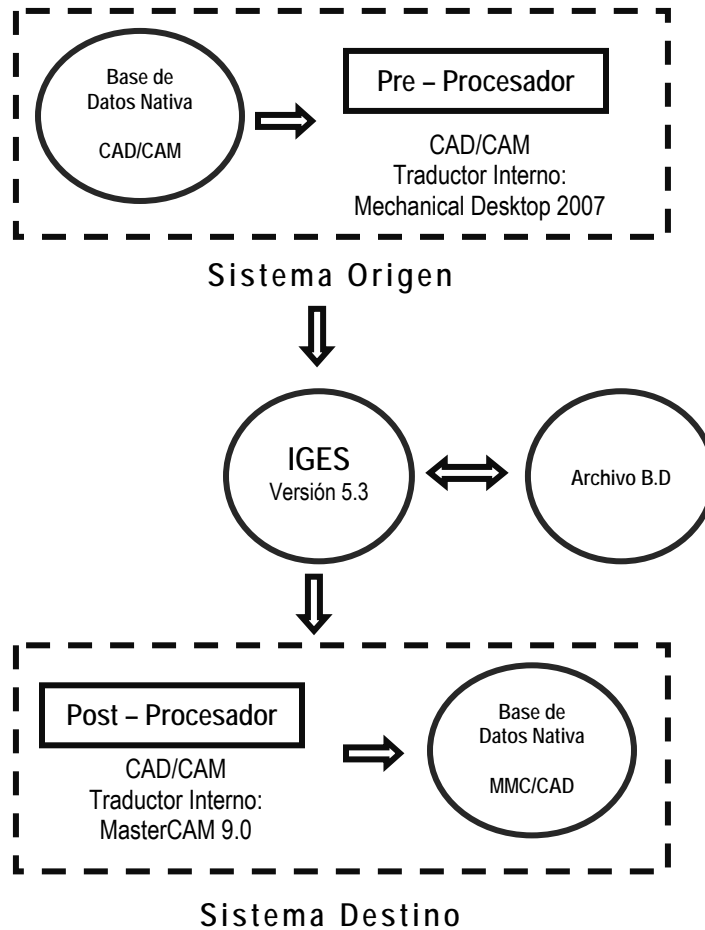 Base de
Datos Nativa
CAD/CAM
Pre – Procesador
CAD/CAM
Traductor Interno:
Mechanical Desktop 2007
Sistema Origen
IGES
Versión 5.3
Archivo B.D
Post – Procesador
CAD/CAM
Traductor Interno:
MasterCAM 9.0
Base de
Datos Nativa
MMC/CAD
Sistema Destino